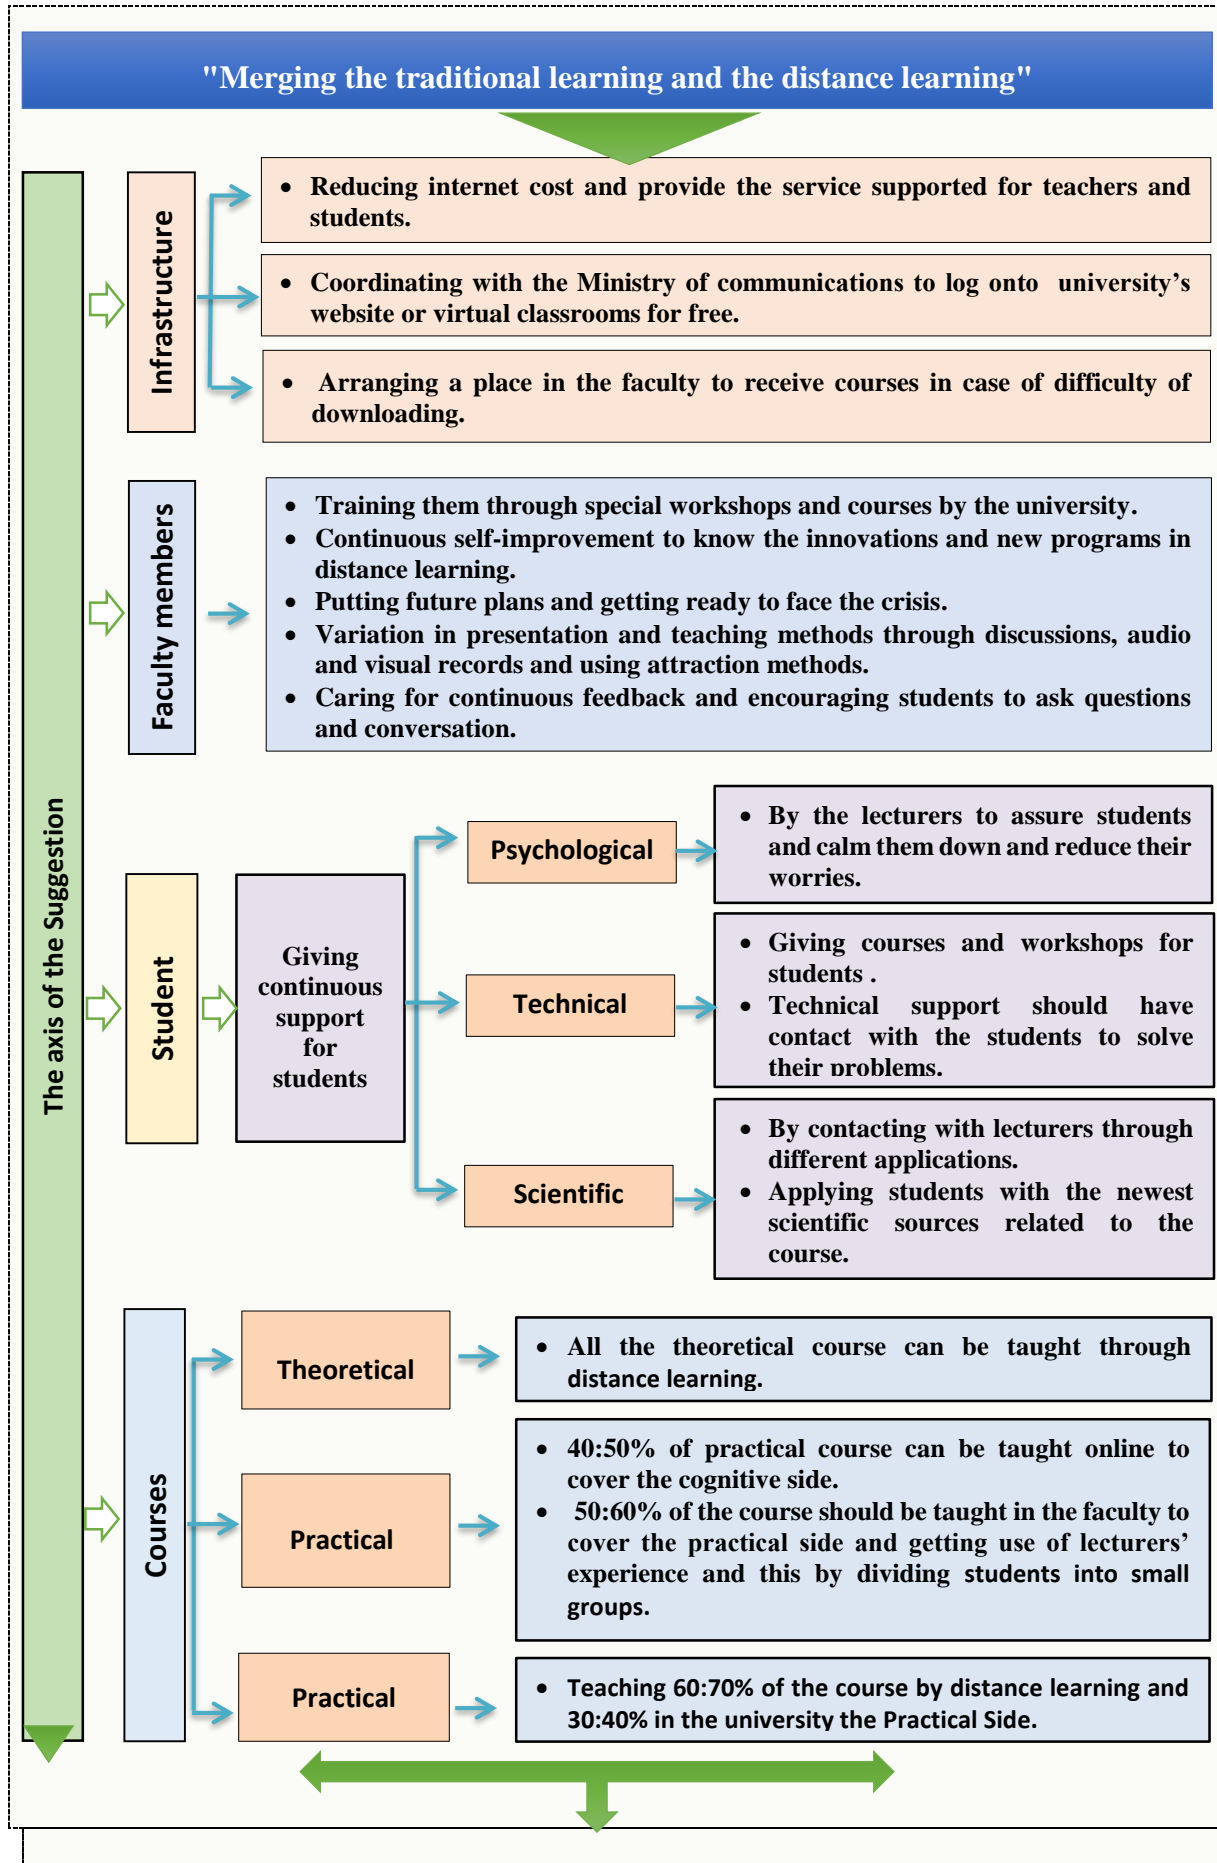 "Merging the traditional learning and the distance learning"
The axis of the Suggestion
Infrastructure
• Reducing internet cost and provide the service supported for teachers and
students.
• Coordinating with the Ministry of communications to log onto university’s
website or virtual classrooms for free.
• Arranging a place in the faculty to receive courses in case of difficulty of
downloading.
Faculty members
• Training them through special workshops and courses by the university.
• Continuous self-improvement to know the innovations and new programs in
distance learning.
• Putting future plans and getting ready to face the crisis.
• Variation in presentation and teaching methods through discussions, audio
and visual records and using attraction methods.
• Caring for continuous feedback and encouraging students to ask questions
and conversation.
Student
Giving
continuous
support
for
students
Psychological
• By the lecturers to assure students
and calm them down and reduce their
worries.
Technical
• Giving courses and workshops for
students .
• Technical support should have
contact with the students to solve
their problems.
Scientific
• By contacting with lecturers through
different applications.
• Applying students with the newest
scientific sources related to the
course.
Courses
Theoretical
• All the theoretical course can be taught through
distance learning.
Practical
• 40:50% of practical course can be taught online to
cover the cognitive side.
• 50:60% of the course should be taught in the faculty to
cover the practical side and getting use of lecturers’
experience and this by dividing students into small
groups.
Practical
• Teaching 60:70% of the course by distance learning and
30:40% in the university the Practical Side.